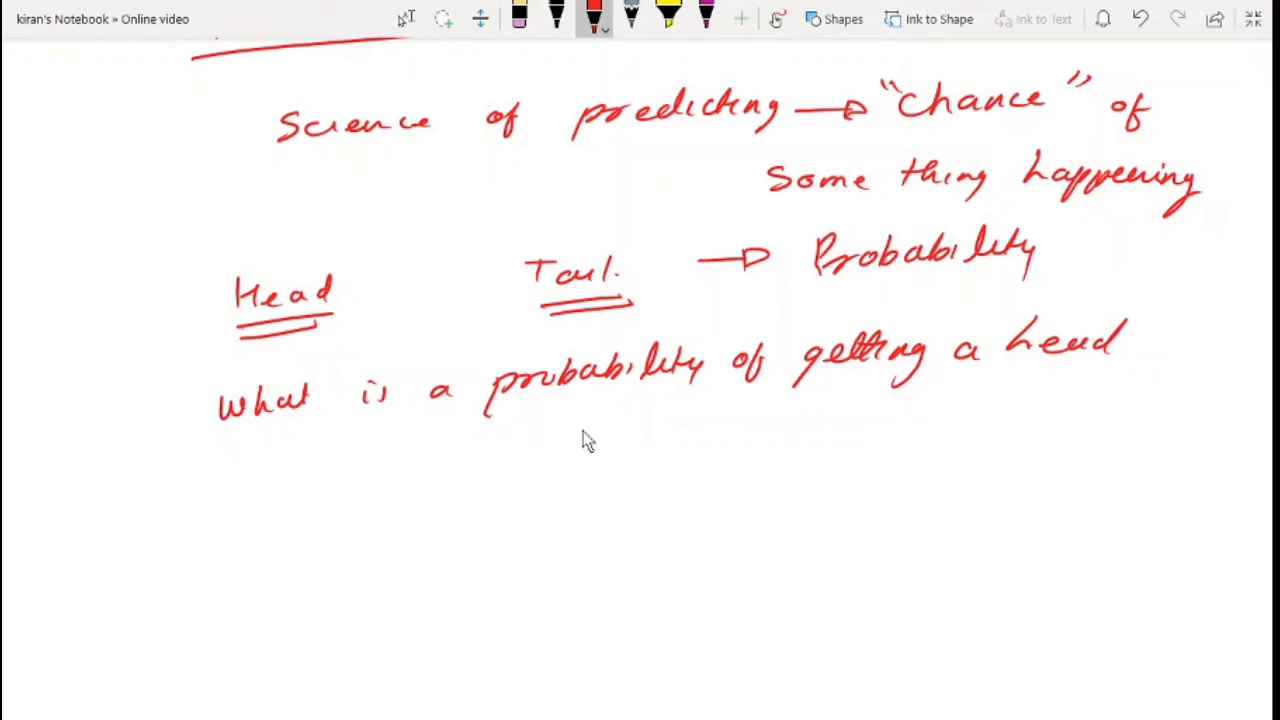 kiran's Notebook » Online video
Shapes
Ink to Shape
Ink to Text
Science of predicting → "chance" of
Some thing happening
Head Tail. → Probability
What is a probability of getting a head